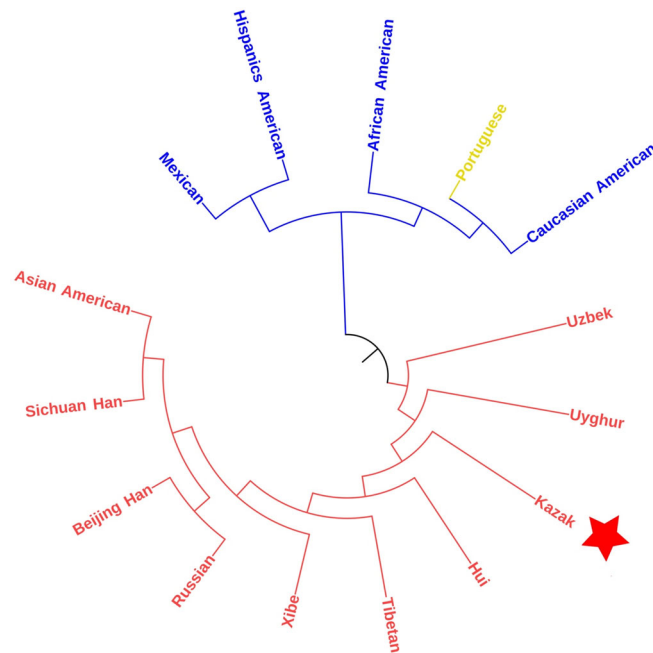 Hispanics American
African American
Portuguese
Caucasian American
Mexican
Asian American
Uzbek
Sichuan Han
Uyghur
Beijing Han
Kazak
Russian
Xibe
Tibetan
Hui